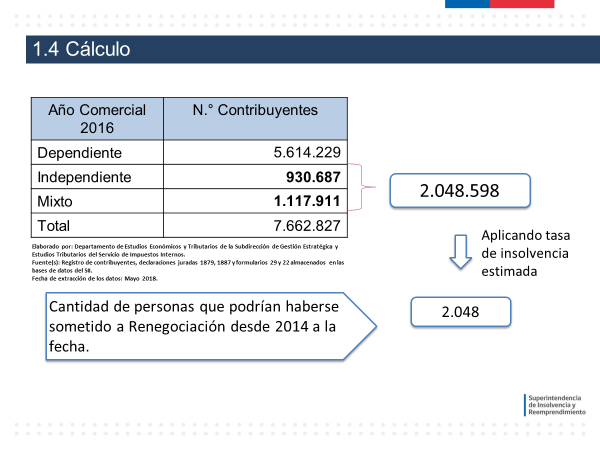 1.4 Cálculo
Año Comercial 2016 N.° Contribuyentes
Dependiente 5.614.229
Independiente 930.687
Mixto 1.117.911
Total 7.662.827
2.048.598
Elaborado por: Departamento de Estudios Económicos y Tributarios de la Subdirección de Gestión Estratégica y
Estudios Tributarios del Servicio de Impuestos Internos.
Fuente(s): Registro de contribuyentes, declaraciones juradas 1879, 1887 y formularios 29 y 22 almacenados en las
bases de datos del SII.
Fecha de extracción de los datos: Mayo 2018.
Aplicando tasa
de insolvencia
estimada
Cantidad de personas que podrían haberse
sometido a Renegociación desde 2014 a la
fecha.
2.048
Superintendencia
de Insolvencia y
Reemprendimiento